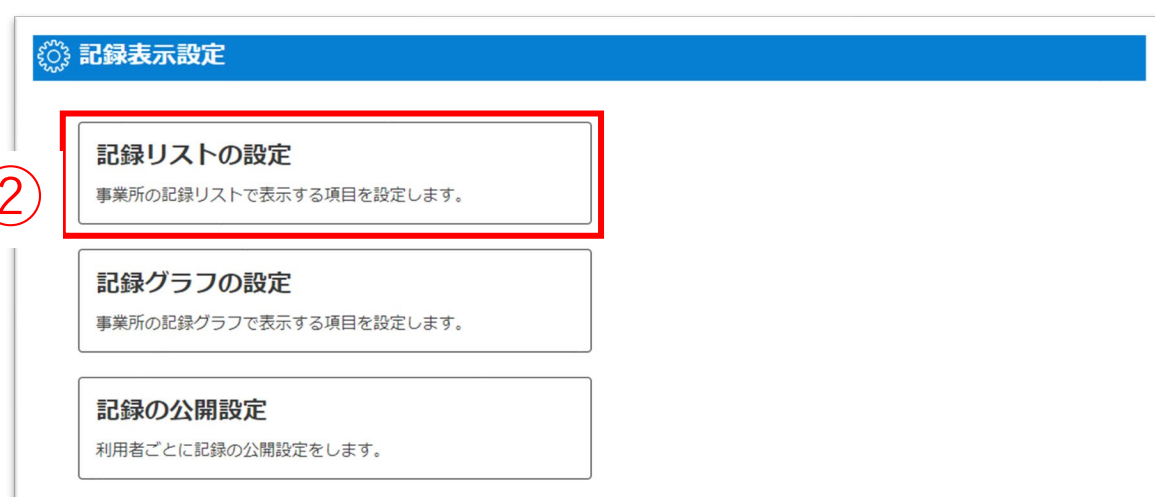 記録表示設定
記録リストの設定
事業所の記録リストで表示する項目を設定します。
②
記録グラフの設定
事業所の記録グラフで表示する項目を設定します。
記録の公開設定
利用者ごとに記録の公開設定をします。